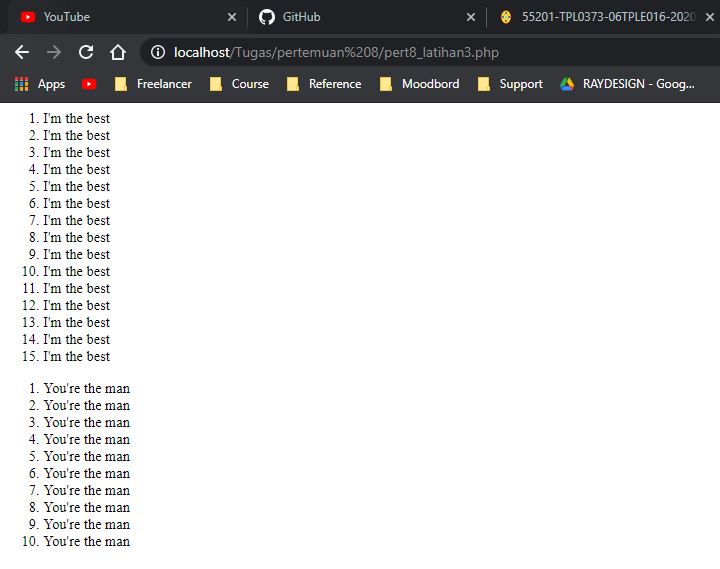 YouTube
GitHub
55201-TPL0373-06TPLE016-2020
localhost/Tugas/pertemuan%208/pert8_latihan3.php
Apps Freelancer Course Reference Moodbord Support RAYDESIGN - Goog...
1. I'm the best
2. I'm the best
3. I'm the best
4. I'm the best
5. I'm the best
6. I'm the best
7. I'm the best
8. I'm the best
9. I'm the best
10. I'm the best
11. I'm the best
12. I'm the best
13. I'm the best
14. I'm the best
15. I'm the best
1. You're the man
2. You're the man
3. You're the man
4. You're the man
5. You're the man
6. You're the man
7. You're the man
8. You're the man
9. You're the man
10. You're the man